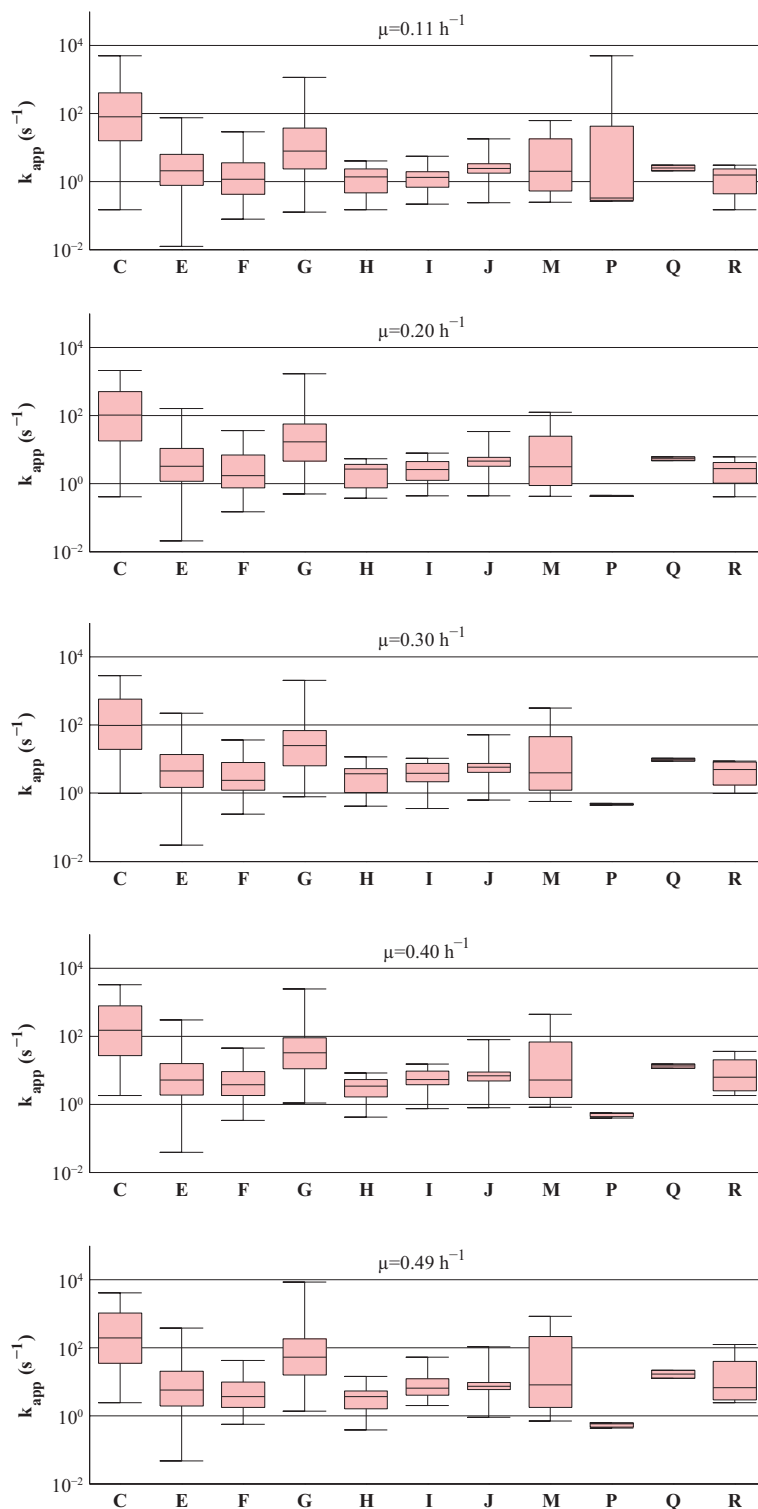 μ=0.11 h⁻¹
10⁴
10²
10⁰
10⁻²
k_app (s⁻¹)
C E F G H I J M P Q R
μ=0.20 h⁻¹
10⁴
10²
10⁰
10⁻²
k_app (s⁻¹)
C E F G H I J M P Q R
μ=0.30 h⁻¹
10⁴
10²
10⁰
10⁻²
k_app (s⁻¹)
C E F G H I J M P Q R
μ=0.40 h⁻¹
10⁴
10²
10⁰
10⁻²
k_app (s⁻¹)
C E F G H I J M P Q R
μ=0.49 h⁻¹
10⁴
10²
10⁰
10⁻²
k_app (s⁻¹)
C E F G H I J M P Q R